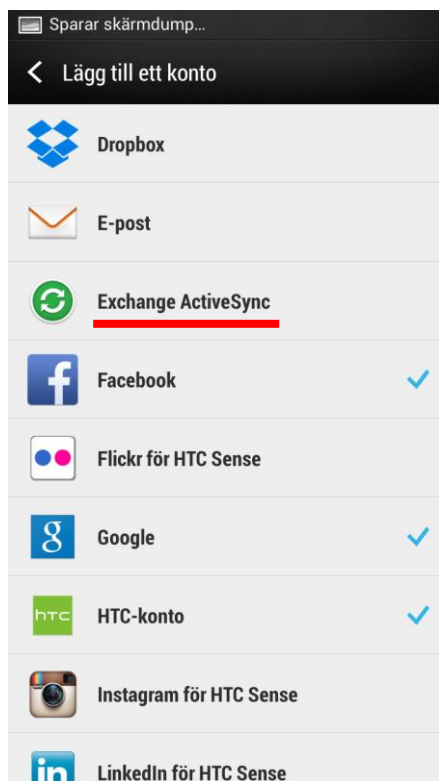 Sparar skärmdump...
Lägg till ett konto
Dropbox
E-post
Exchange ActiveSync
Facebook
Flickr för HTC Sense
Google
hTC HTC-konto
Instagram för HTC Sense
in LinkedIn för HTC Sense